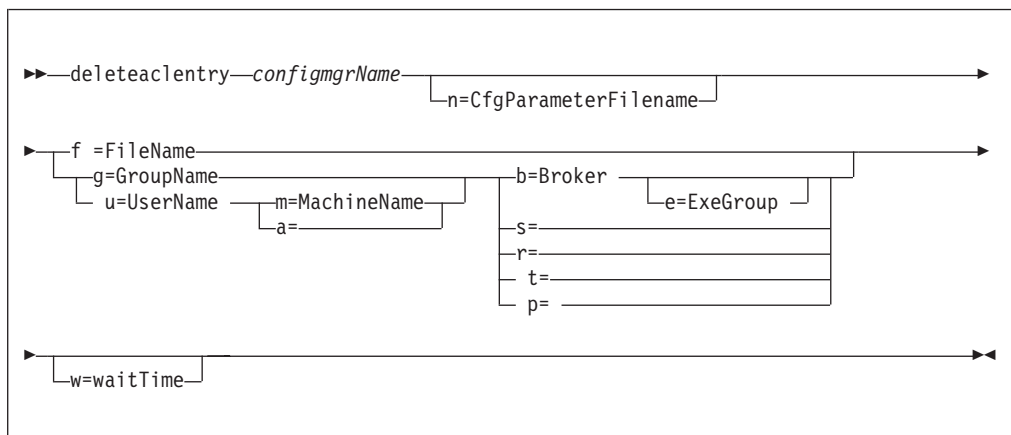 deleteaclentry configmgrName
n=CfgParameterFilename
f =FileName
g=GroupName b=Broker
u=UserName m=MachineName e=ExeGroup
a= s=
r=
t=
p=
w=waitTime